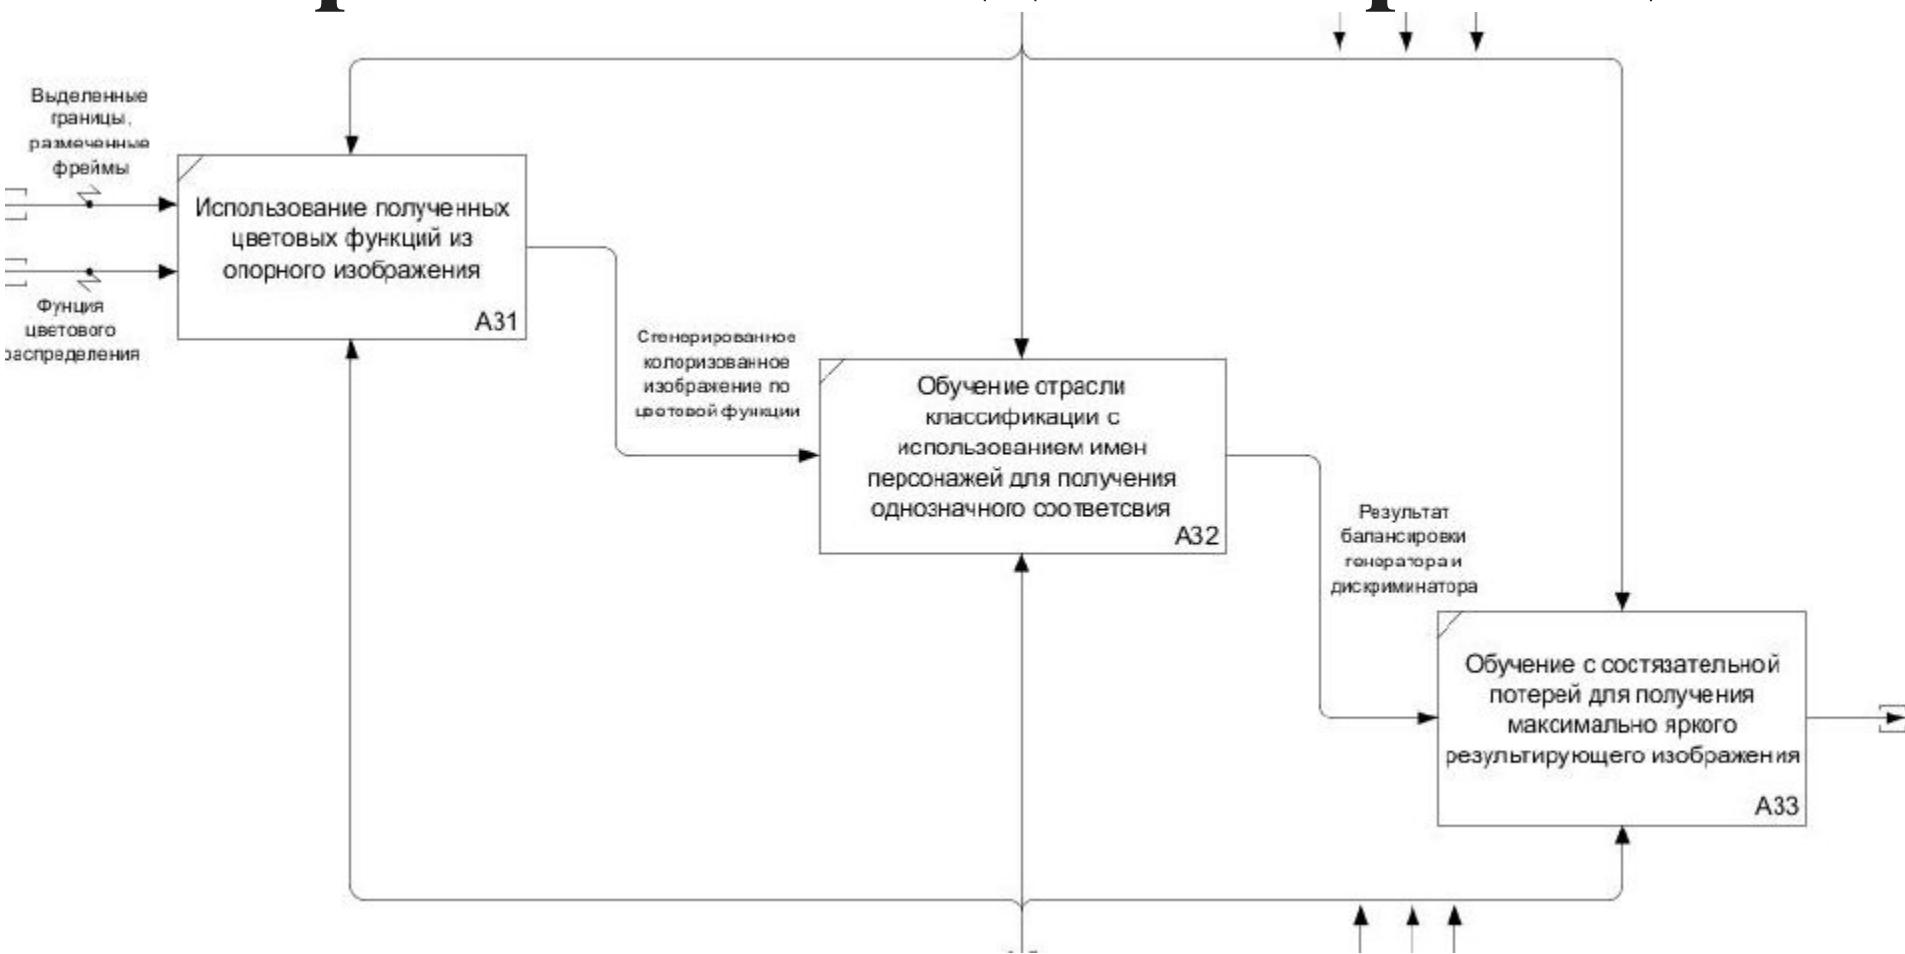 Выделенные
границы,
размеченные
фреймы
Использование полученных
цветовых функций из
опорного изображения
A31
Фунция
цветового
распределения
Сгенерированное
колоризованное
изображение по
цветовой функции
Обучение отрасли
классификации с
использованием имен
персонажей для получения
однозначного соответсвия
A32
Результат
балансировки
генератора и
дискриминатора
Обучение с состязательной
потерей для получения
максимально яркого
результирующего изображения
A33